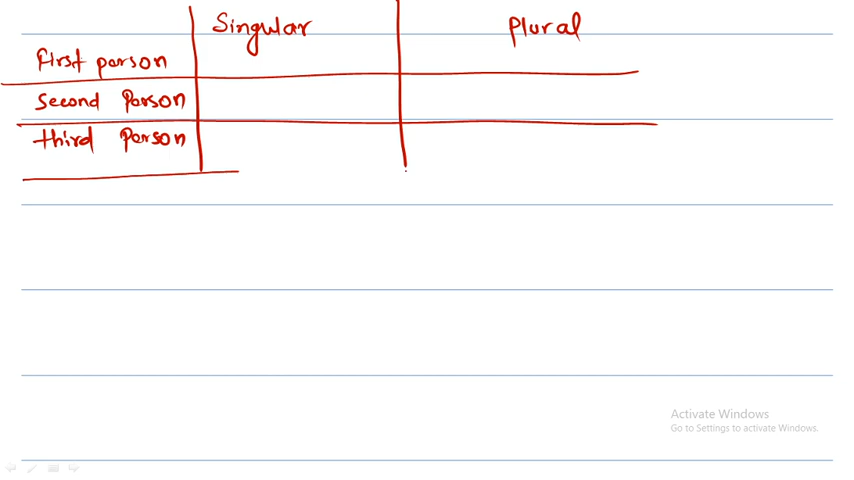 Singular Plural
First person
Second Person
third Person
Activate Windows
Go to Settings to activate Windows.